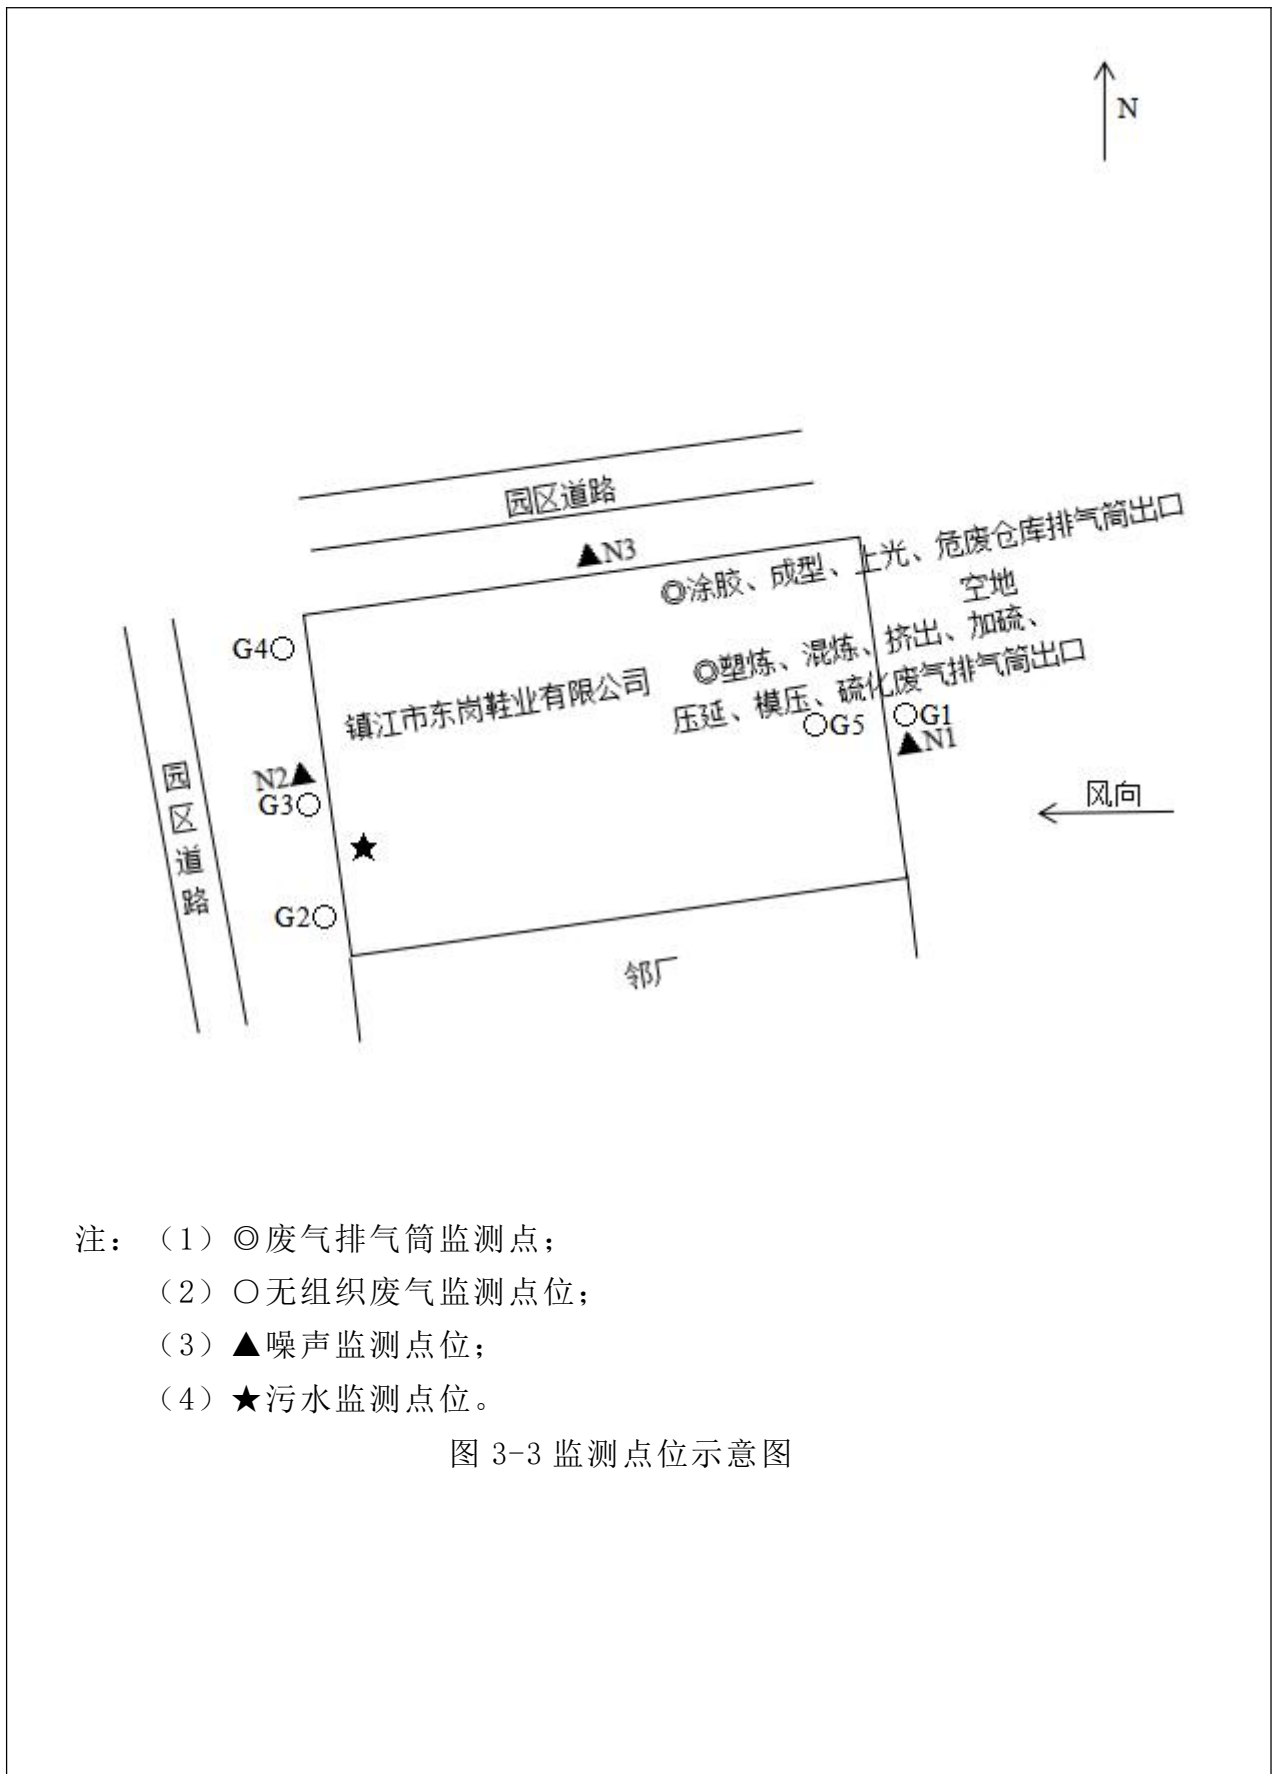 N
园区道路
▲N3
◎涂胶、成型、上光、危废仓库排气筒出口
空地
G4○
◎塑炼、混炼、挤出、加硫、
压延、模压、硫化废气排气筒出口
镇江市东岗鞋业有限公司
○G5
○G1
▲N1
园区道路
N2▲
G3○
风向
★
G2○
邻厂
注：（1）◎废气排气筒监测点；
（2）○无组织废气监测点位；
（3）▲噪声监测点位；
（4）★污水监测点位。
图 3-3 监测点位示意图